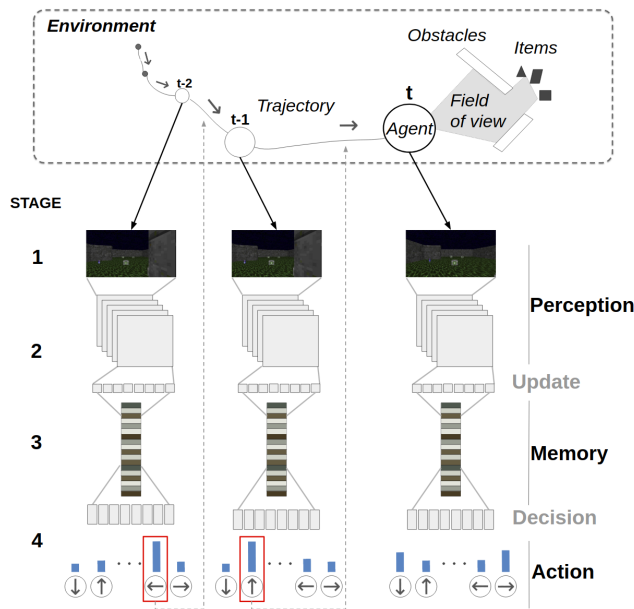 Environment
Obstacles
Items
t-2
t
Trajectory
t-1
Agent
Field
of view
STAGE
1
Perception
2
Update
3
Memory
Decision
4
Action